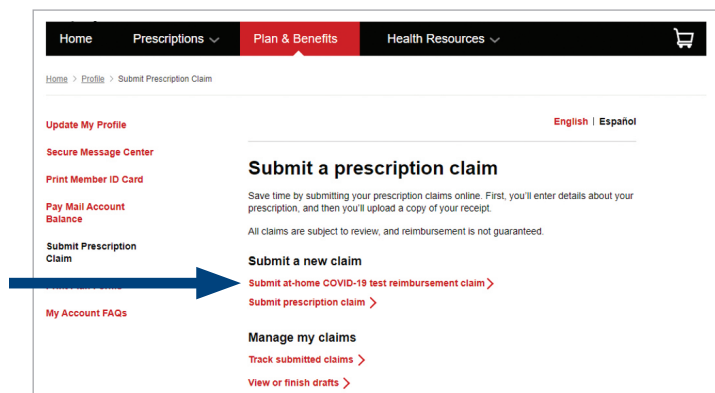 Home Prescriptions Plan & Benefits Health Resources
Home > Profile > Submit Prescription Claim
English | Español
Update My Profile
Secure Message Center
Print Member ID Card
Pay Mail Account
Balance
Submit Prescription
Claim
My Account FAQs
Submit a prescription claim
Save time by submitting your prescription claims online. First, you'll enter details about your
prescription, and then you'll upload a copy of your receipt.
All claims are subject to review, and reimbursement is not guaranteed.
Submit a new claim
Submit at-home COVID-19 test reimbursement claim >
Submit prescription claim >
Manage my claims
Track submitted claims >
View or finish drafts >